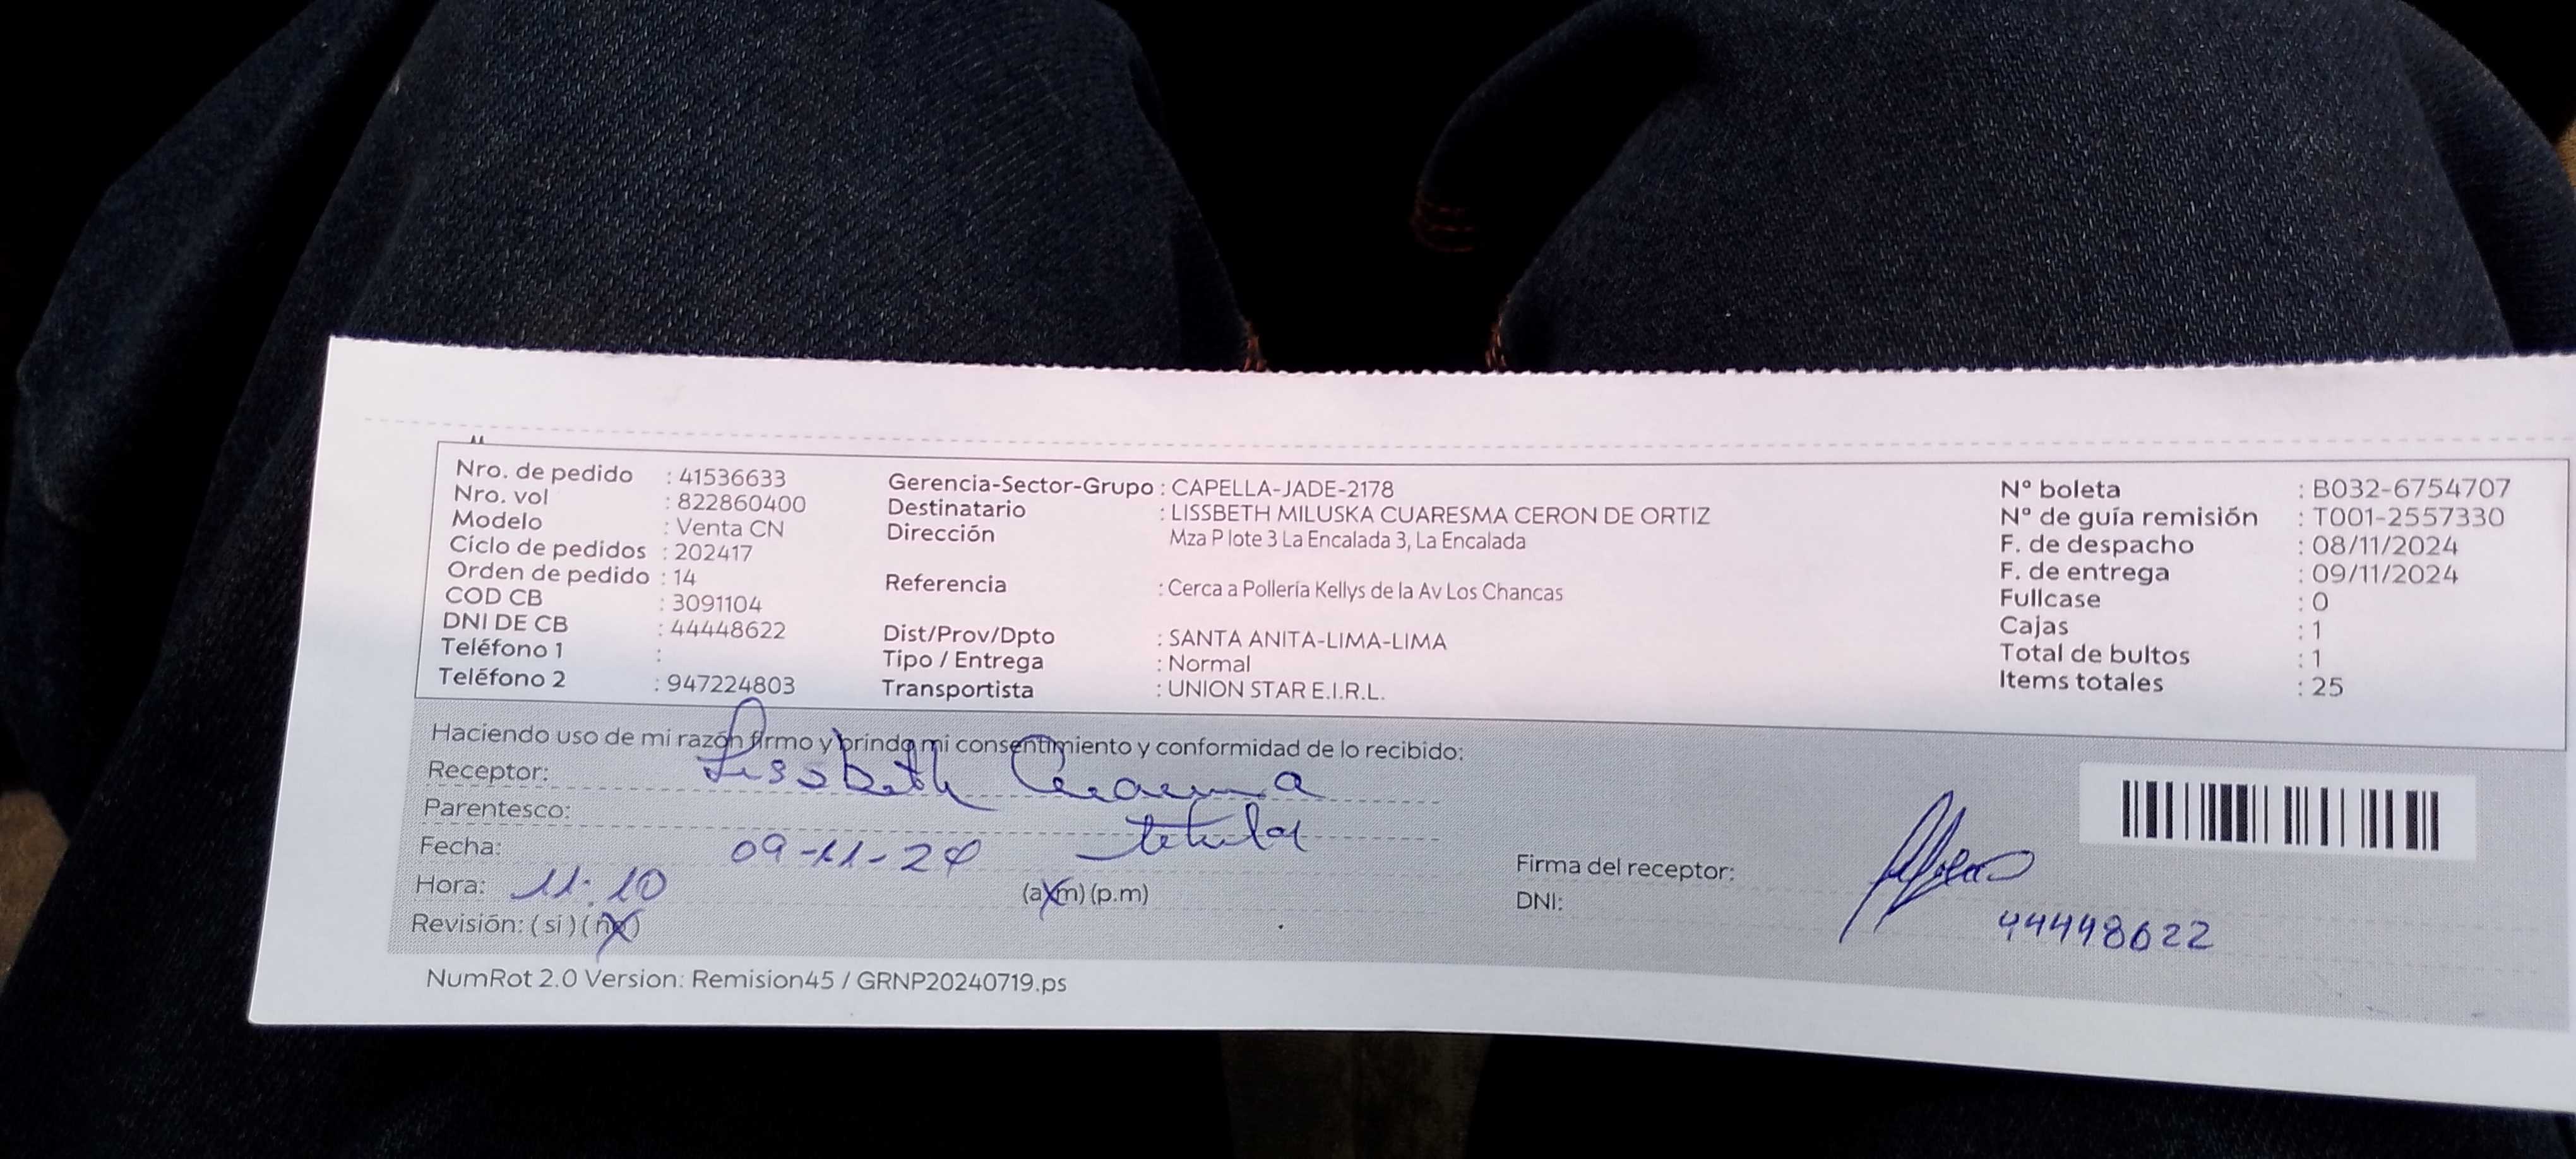 Nro. de pedido : 41536633
Nro. vol : 822860400
Modelo : Venta CN
Ciclo de pedidos : 202417
Orden de pedido : 14
COD CB : 3091104
DNI DE CB : 44448622
Teléfono 1 :
Teléfono 2 : 947224803
Gerencia-Sector-Grupo : CAPELLA-JADE-2178
Destinatario : LISSBETH MILUSKA CUARESMA CERON DE ORTIZ
Dirección Mza P lote 3 La Encalada 3, La Encalada
Referencia : Cerca a Pollería Kellys de la Av Los Chancas
Dist/Prov/Dpto : SANTA ANITA-LIMA-LIMA
Tipo / Entrega : Normal
Transportista : UNION STAR E.I.R.L.
N° boleta : B032-6754707
N° de guía remisión : T001-2557330
F. de despacho : 08/11/2024
F. de entrega : 09/11/2024
Fullcase : 0
Cajas : 1
Total de bultos : 1
Items totales : 25
Haciendo uso de mi razón firmo y brindo mi consentimiento y conformidad de lo recibido:
Receptor: Lissbeth Cuaresma
Parentesco: titular
Fecha: 09-11-24
Hora: 11:10 (a.m) (p.m)
Revisión: ( sí ) ( no )
Firma del receptor:
DNI: 44448622
NumRot 2.0 Version: Remision45 / GRNP20240719.ps